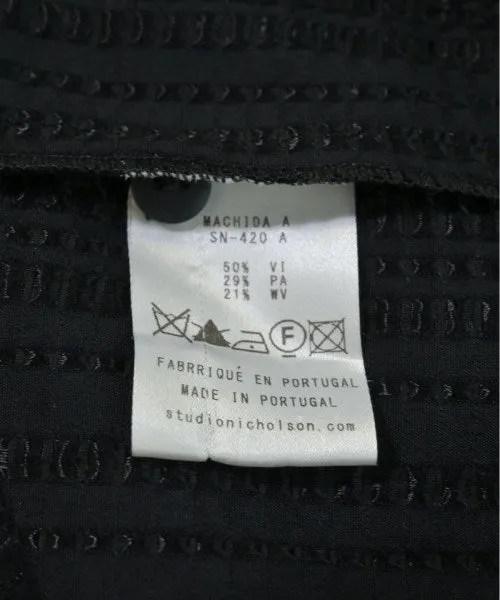 MACHIDA A
SN-420 A
50% VI
29% PA
21% WV
F
FABRRIQUÉ EN PORTUGAL
MADE IN PORTUGAL
studionicholson.com